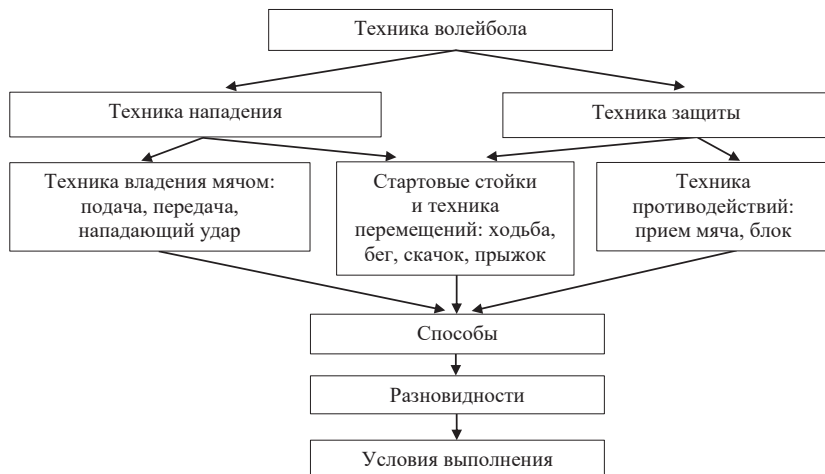 Техника волейбола
Техника нападения
Техника защиты
Техника владения мячом:
подача, передача,
нападающий удар
Стартовые стойки
и техника
перемещений: ходьба,
бег, скачок, прыжок
Техника
противодействий:
прием мяча, блок
Способы
Разновидности
Условия выполнения